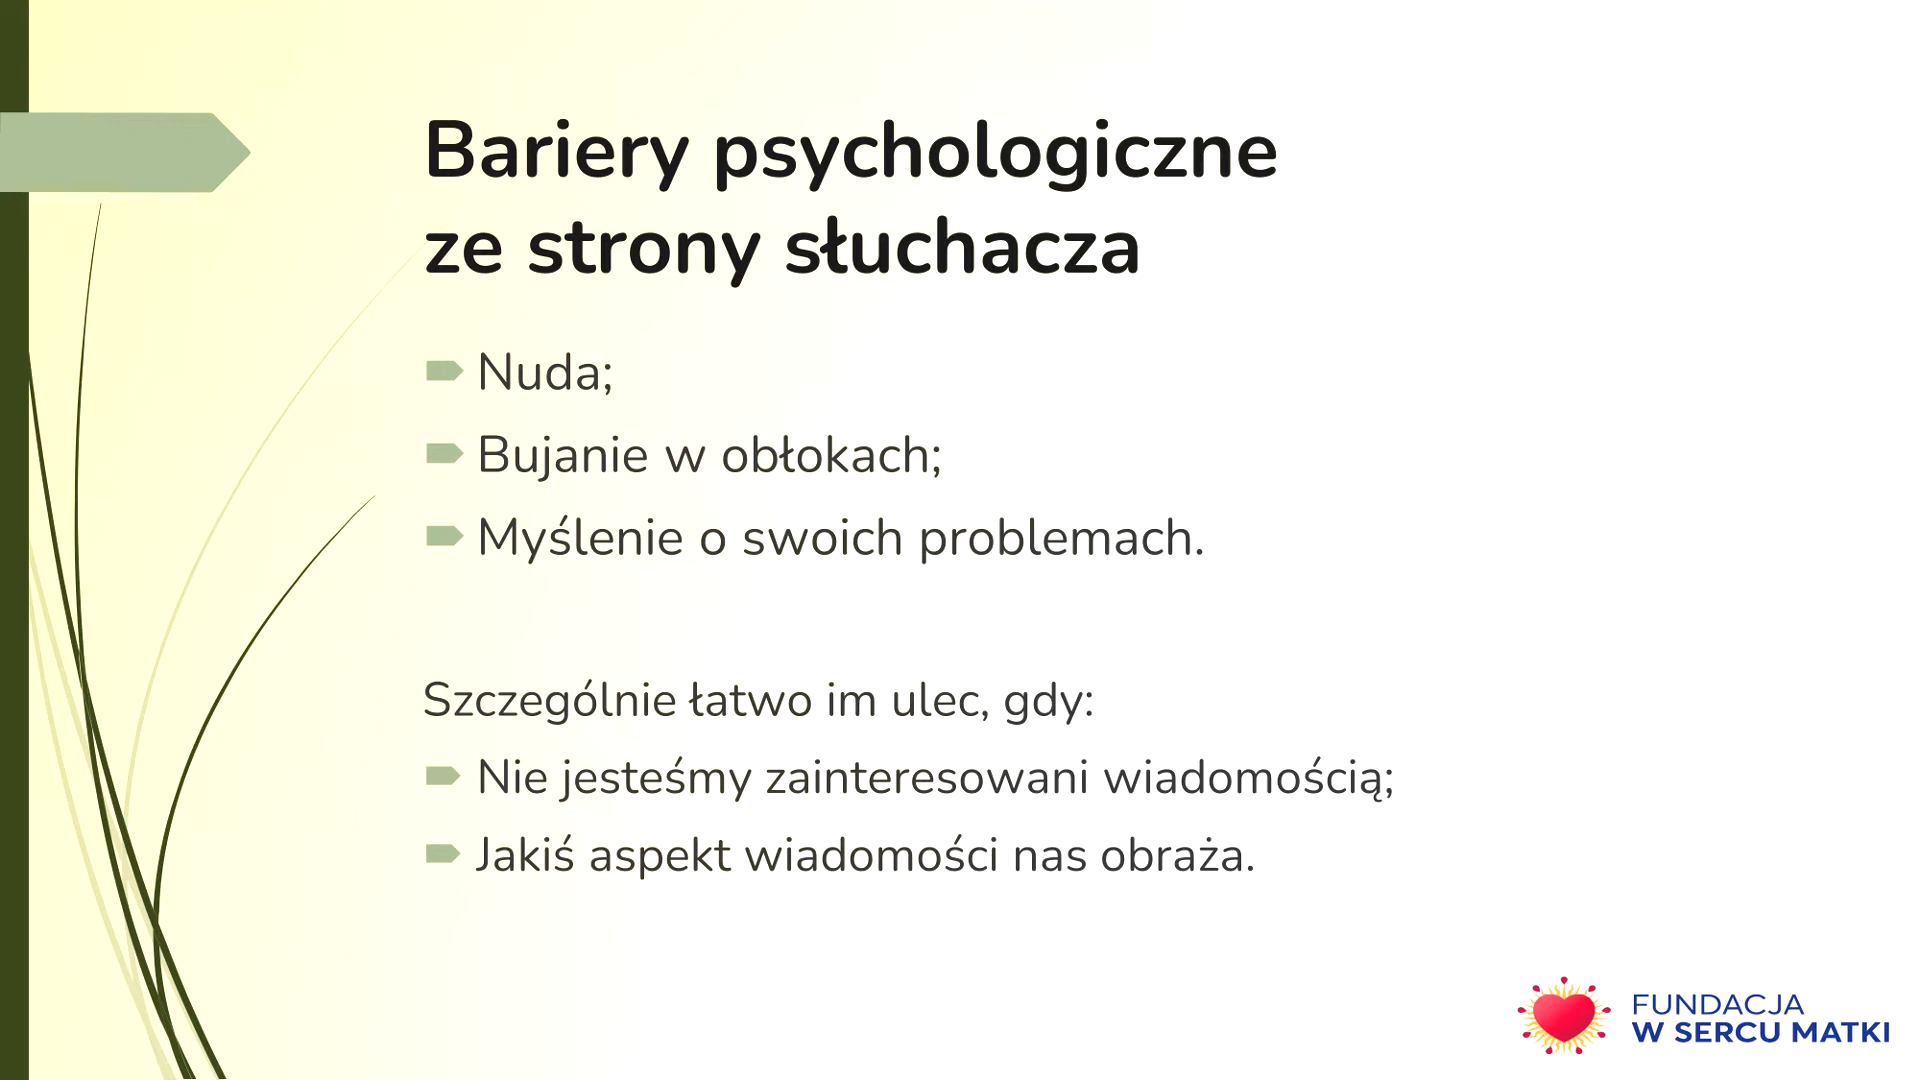 Bariery psychologiczne
ze strony słuchacza
Nuda;
Bujanie w obłokach;
Myślenie o swoich problemach.
Szczególnie łatwo im ulec, gdy:
Nie jesteśmy zainteresowani wiadomością;
Jakiś aspekt wiadomości nas obraża.
FUNDACJA
W SERCU MATKI